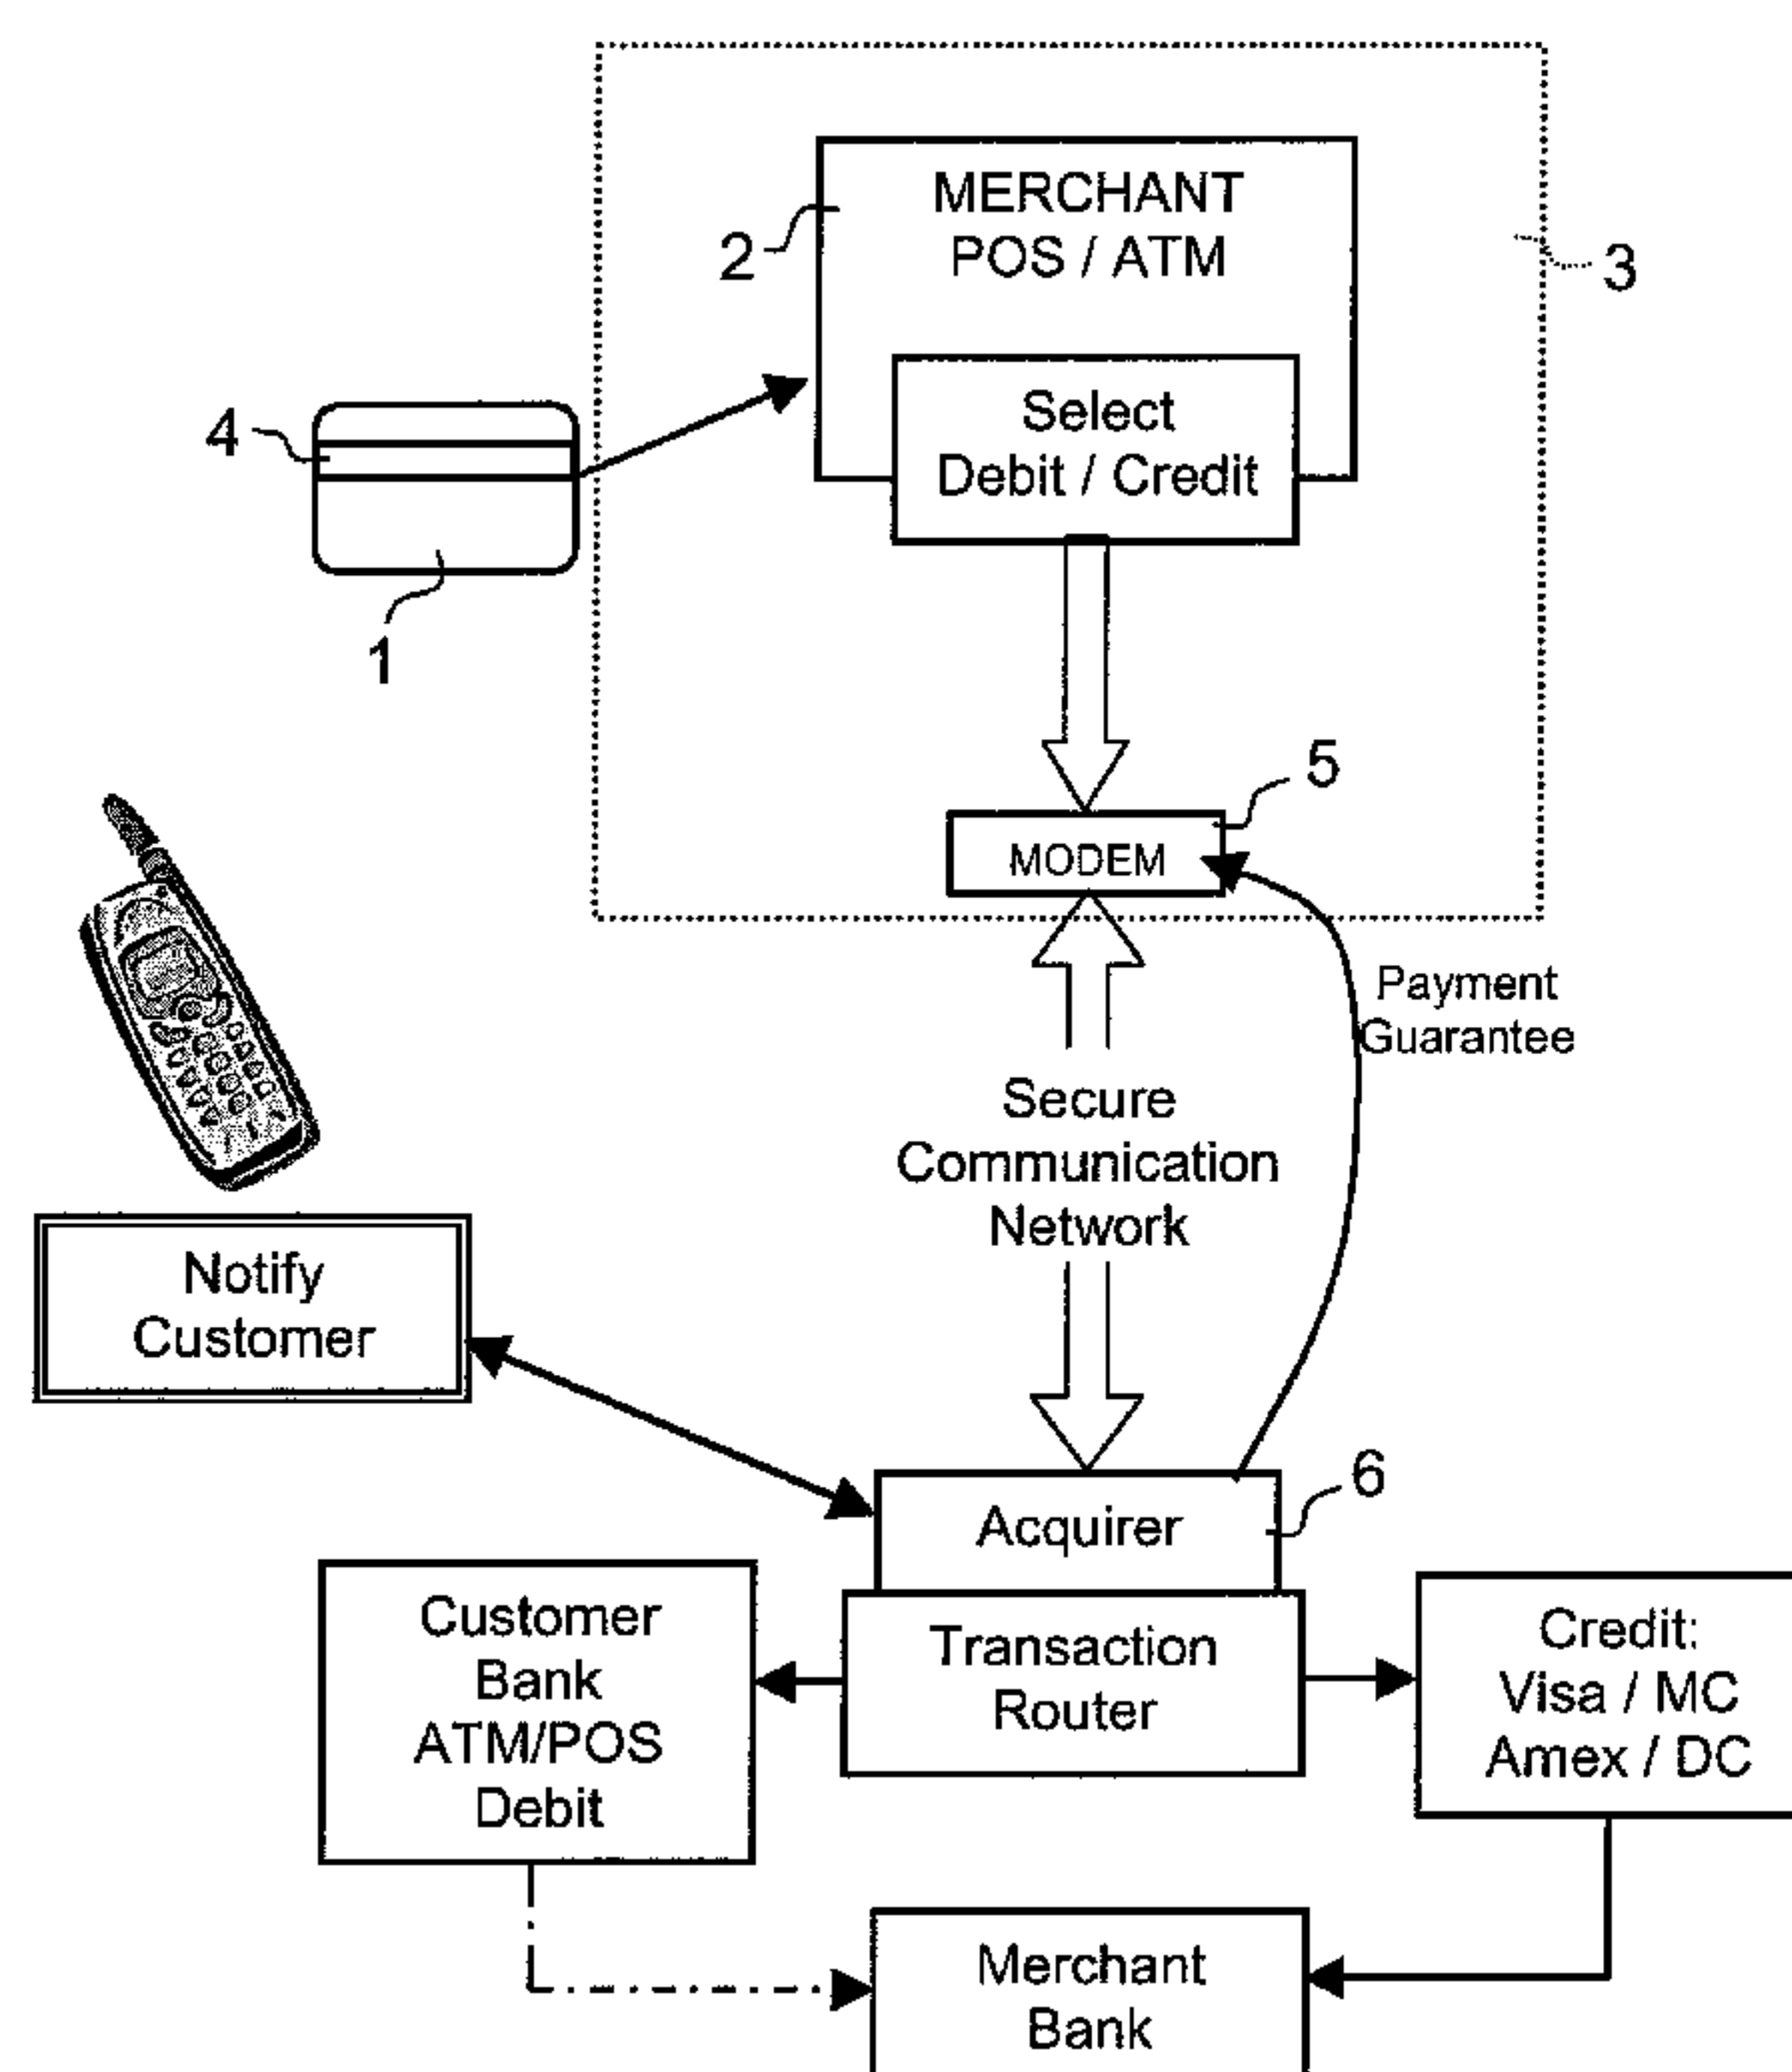 MERCHANT
POS / ATM
2
3
Select
Debit / Credit
4
1
5
MODEM
Payment
Guarantee
Secure
Communication
Network
Notify
Customer
6
Acquirer
Customer
Bank
ATM/POS
Debit
Transaction
Router
Credit:
Visa / MC
Amex / DC
Merchant
Bank